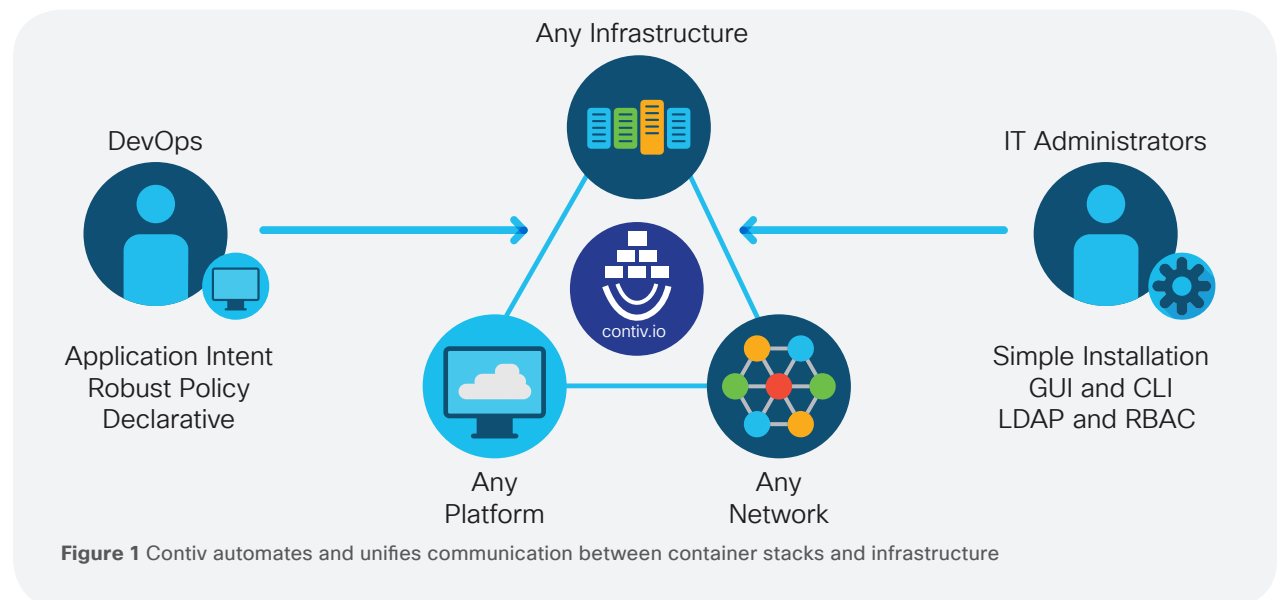 Any Infrastructure
DevOps
IT Administrators
contiv.io
Application Intent
Robust Policy
Declarative
Simple Installation
GUI and CLI
LDAP and RBAC
Any
Platform
Any
Network
Figure 1 Contiv automates and unifies communication between container stacks and infrastructure